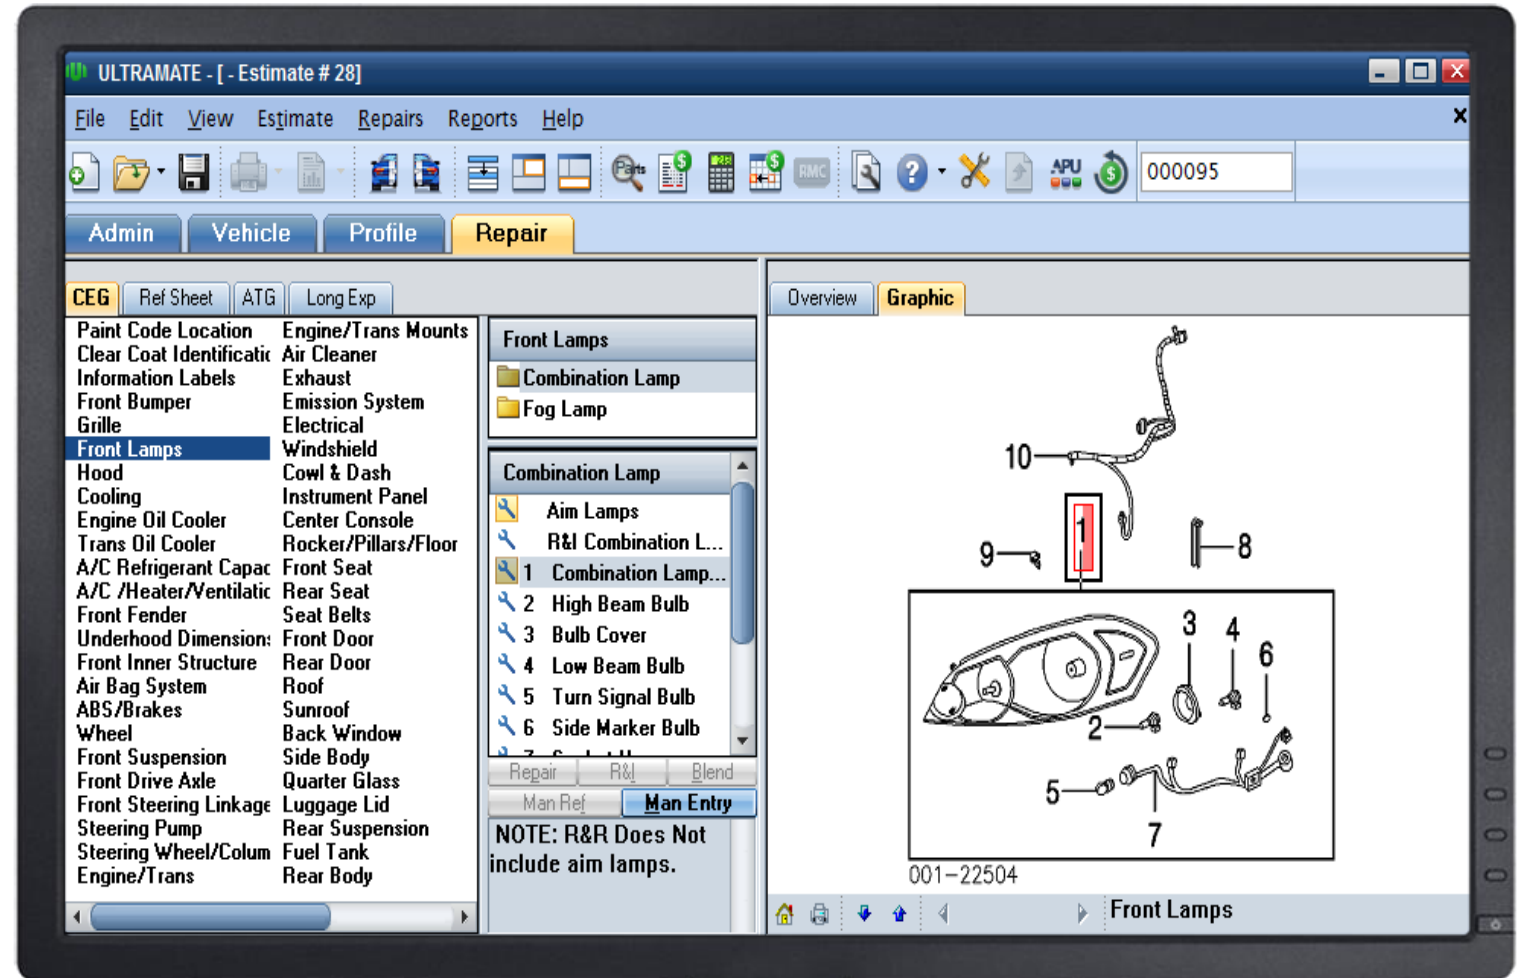 ULTRAMATE - [ - Estimate # 28]
File Edit View Estimate Repairs Reports Help
Parts RMC APU 000095
Admin Vehicle Profile Repair
CEG Ref Sheet ATG Long Exp
Paint Code Location
Clear Coat Identificatic
Information Labels
Front Bumper
Grille
Front Lamps
Hood
Cooling
Engine Oil Cooler
Trans Oil Cooler
A/C Refrigerant Capac
A/C /Heater/Ventilatic
Front Fender
Underhood Dimension:
Front Inner Structure
Air Bag System
ABS/Brakes
Wheel
Front Suspension
Front Drive Axle
Front Steering Linkage
Steering Pump
Steering Wheel/Colum
Engine/Trans
Engine/Trans Mounts
Air Cleaner
Exhaust
Emission System
Electrical
Windshield
Cowl & Dash
Instrument Panel
Center Console
Rocker/Pillars/Floor
Front Seat
Rear Seat
Seat Belts
Front Door
Rear Door
Roof
Sunroof
Back Window
Side Body
Quarter Glass
Luggage Lid
Rear Suspension
Fuel Tank
Rear Body
Front Lamps
Combination Lamp
Fog Lamp
Combination Lamp
Aim Lamps
R&I Combination L...
1 Combination Lamp...
2 High Beam Bulb
3 Bulb Cover
4 Low Beam Bulb
5 Turn Signal Bulb
6 Side Marker Bulb
Repair R&I Blend
Man Ref Man Entry
NOTE: R&R Does Not
include aim lamps.
Overview Graphic
10
1
9
8
3
4
6
2
5
7
001-22504
Front Lamps